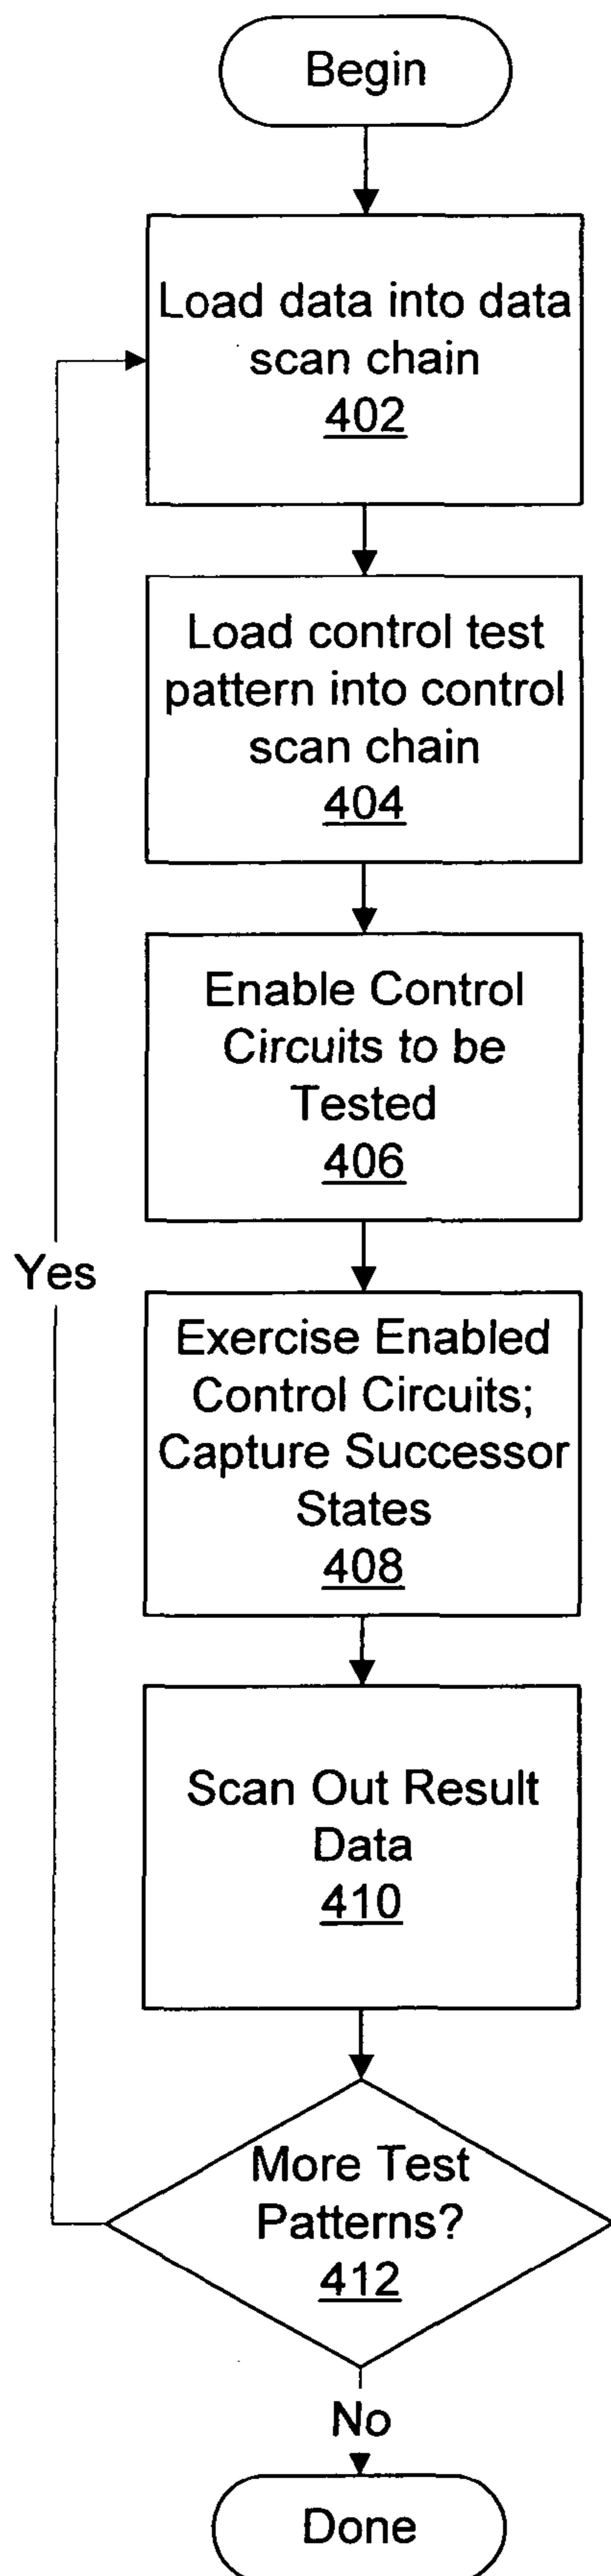 Begin
Load data into data
scan chain
402
Load control test
pattern into control
scan chain
404
Enable Control
Circuits to be
Tested
406
Yes
Exercise Enabled
Control Circuits;
Capture Successor
States
408
Scan Out Result
Data
410
More Test
Patterns?
412
No
Done